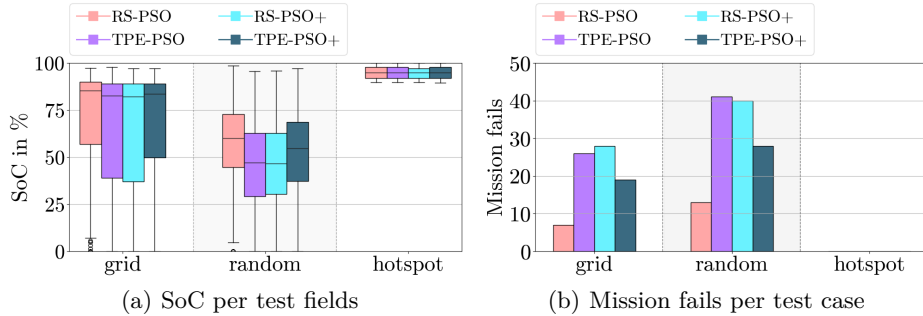 RS-PSO
RS-PSO+
TPE-PSO
TPE-PSO+
100
75
50
25
0
SoC in %
grid
random
hotspot
(a) SoC per test fields
RS-PSO
RS-PSO+
TPE-PSO
TPE-PSO+
50
40
30
20
10
0
Mission fails
grid
random
hotspot
(b) Mission fails per test case